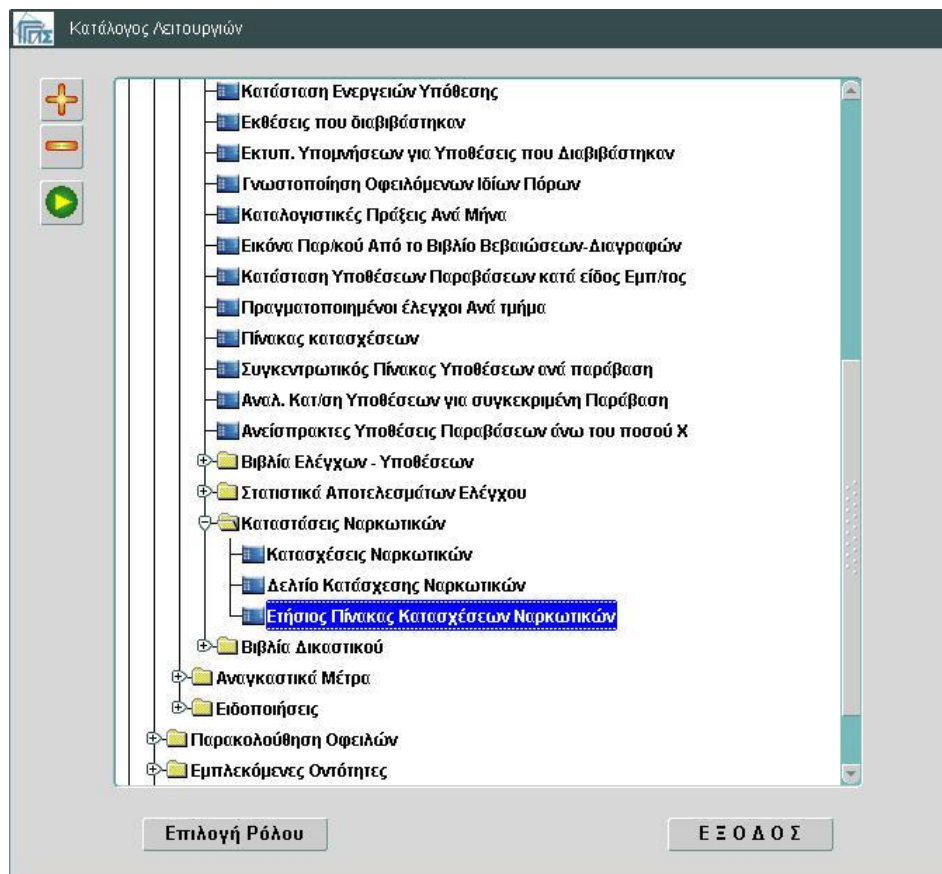 ΓΠΣ
Κατάλογος Λειτουργιών
Κατάσταση Ενεργειών Υπόθεσης
Εκθέσεις που διαβιβάστηκαν
Εκτυπ. Υπομνήσεων για Υποθέσεις που Διαβιβάστηκαν
Γνωστοποίηση Οφειλόμενων Ιδίων Πόρων
Καταλογιστικές Πράξεις Ανά Μήνα
Εικόνα Παρ/κού Από το Βιβλίο Βεβαιώσεων-Διαγραφών
Κατάσταση Υποθέσεων Παραβάσεων κατά είδος Εμπ/τος
Πραγματοποιημένοι έλεγχοι Ανά τμήμα
Πίνακας κατασχέσεων
Συγκεντρωτικός Πίνακας Υποθέσεων ανά παράβαση
Αναλ. Κατ/ση Υποθέσεων για συγκεκριμένη Παράβαση
Ανείσπρακτες Υποθέσεις Παραβάσεων άνω του ποσού Χ
Βιβλία Ελέγχων - Υποθέσεων
Στατιστικά Αποτελεσμάτων Ελέγχου
Καταστάσεις Ναρκωτικών
Κατασχέσεις Ναρκωτικών
Δελτίο Κατάσχεσης Ναρκωτικών
Ετήσιος Πίνακας Κατασχέσεων Ναρκωτικών
Βιβλία Δικαστικού
Αναγκαστικά Μέτρα
Ειδοποιήσεις
Παρακολούθηση Οφειλών
Εμπλεκόμενες Οντότητες
Επιλογή Ρόλου
Ε Ξ Ο Δ Ο Σ